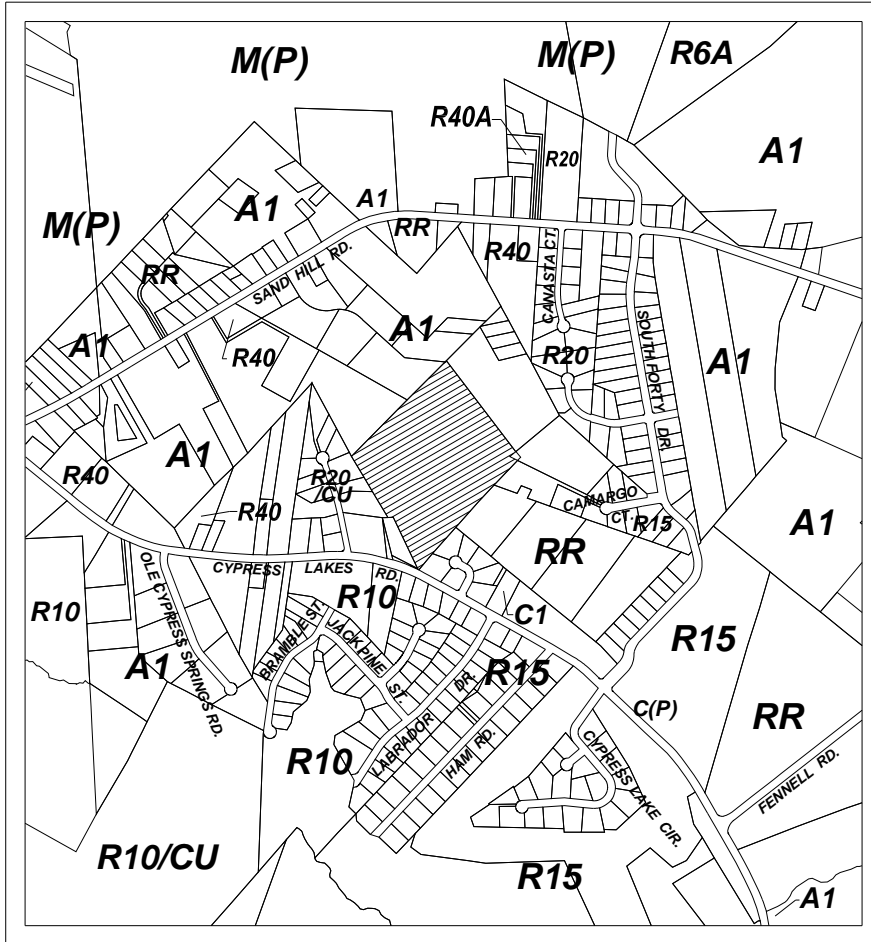 M(P)
M(P)
R6A
R40A
R20
A1
A1
A1
RR
M(P)
R40
CANASTA CT.
RR
SAND HILL RD.
A1
SOUTH FORTY DR.
A1
R40
R20
A1
R40
A1
R20
/CU
R40
CAMARGO
CT.
R15
A1
RR
CYPRESS LAKES RD.
OLE CYPRESS SPRINGS RD.
R10
R10
C1
BRAMBLE ST.
JACKPINE ST.
R15
R15
A1
DR.
LABRADOR
HAM RD.
C(P)
RR
R10
CYPRESS LAKE CIR.
FENNELL RD.
R10/CU
R15
A1